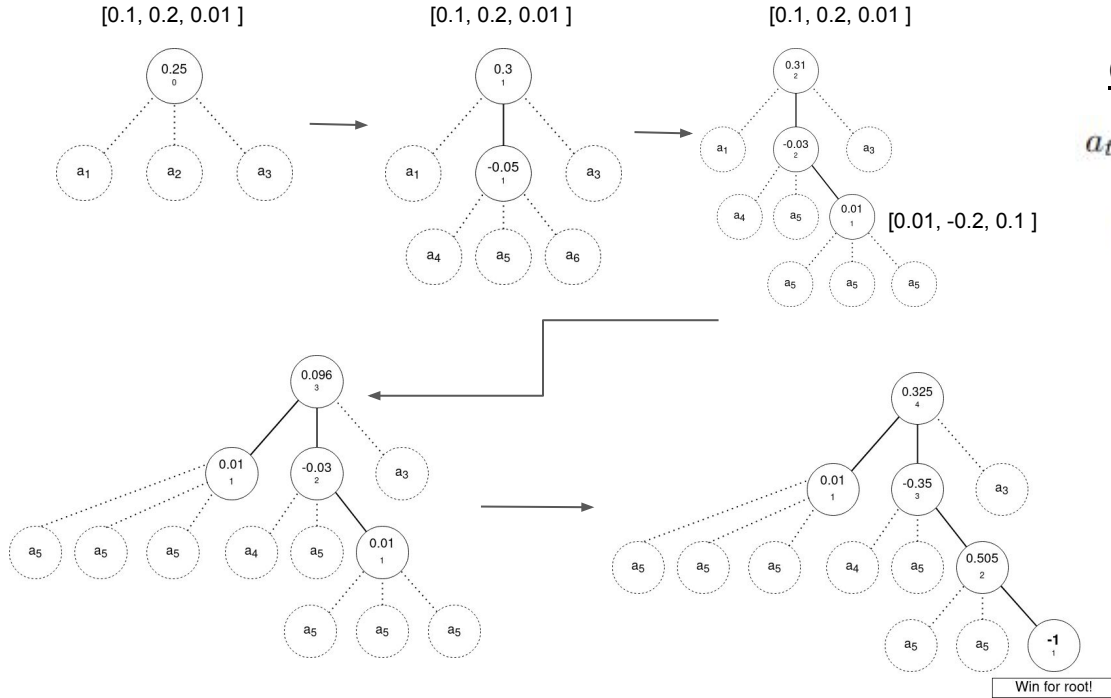 [0.1, 0.2, 0.01 ]
0.25
0
a1
a2
a3
[0.1, 0.2, 0.01 ]
0.3
1
a1
-0.05
1
a3
a4
a5
a6
[0.1, 0.2, 0.01 ]
0.31
2
a1
-0.03
2
a3
a4
a5
0.01
1
[0.01, -0.2, 0.1 ]
a5
a5
a5
at
0.096
3
0.01
1
-0.03
2
a3
a5
a5
a5
a4
a5
0.01
1
a5
a5
a5
0.325
4
0.01
1
-0.35
3
a3
a5
a5
a5
a4
a5
0.505
2
a5
a5
-1
1
Win for root!